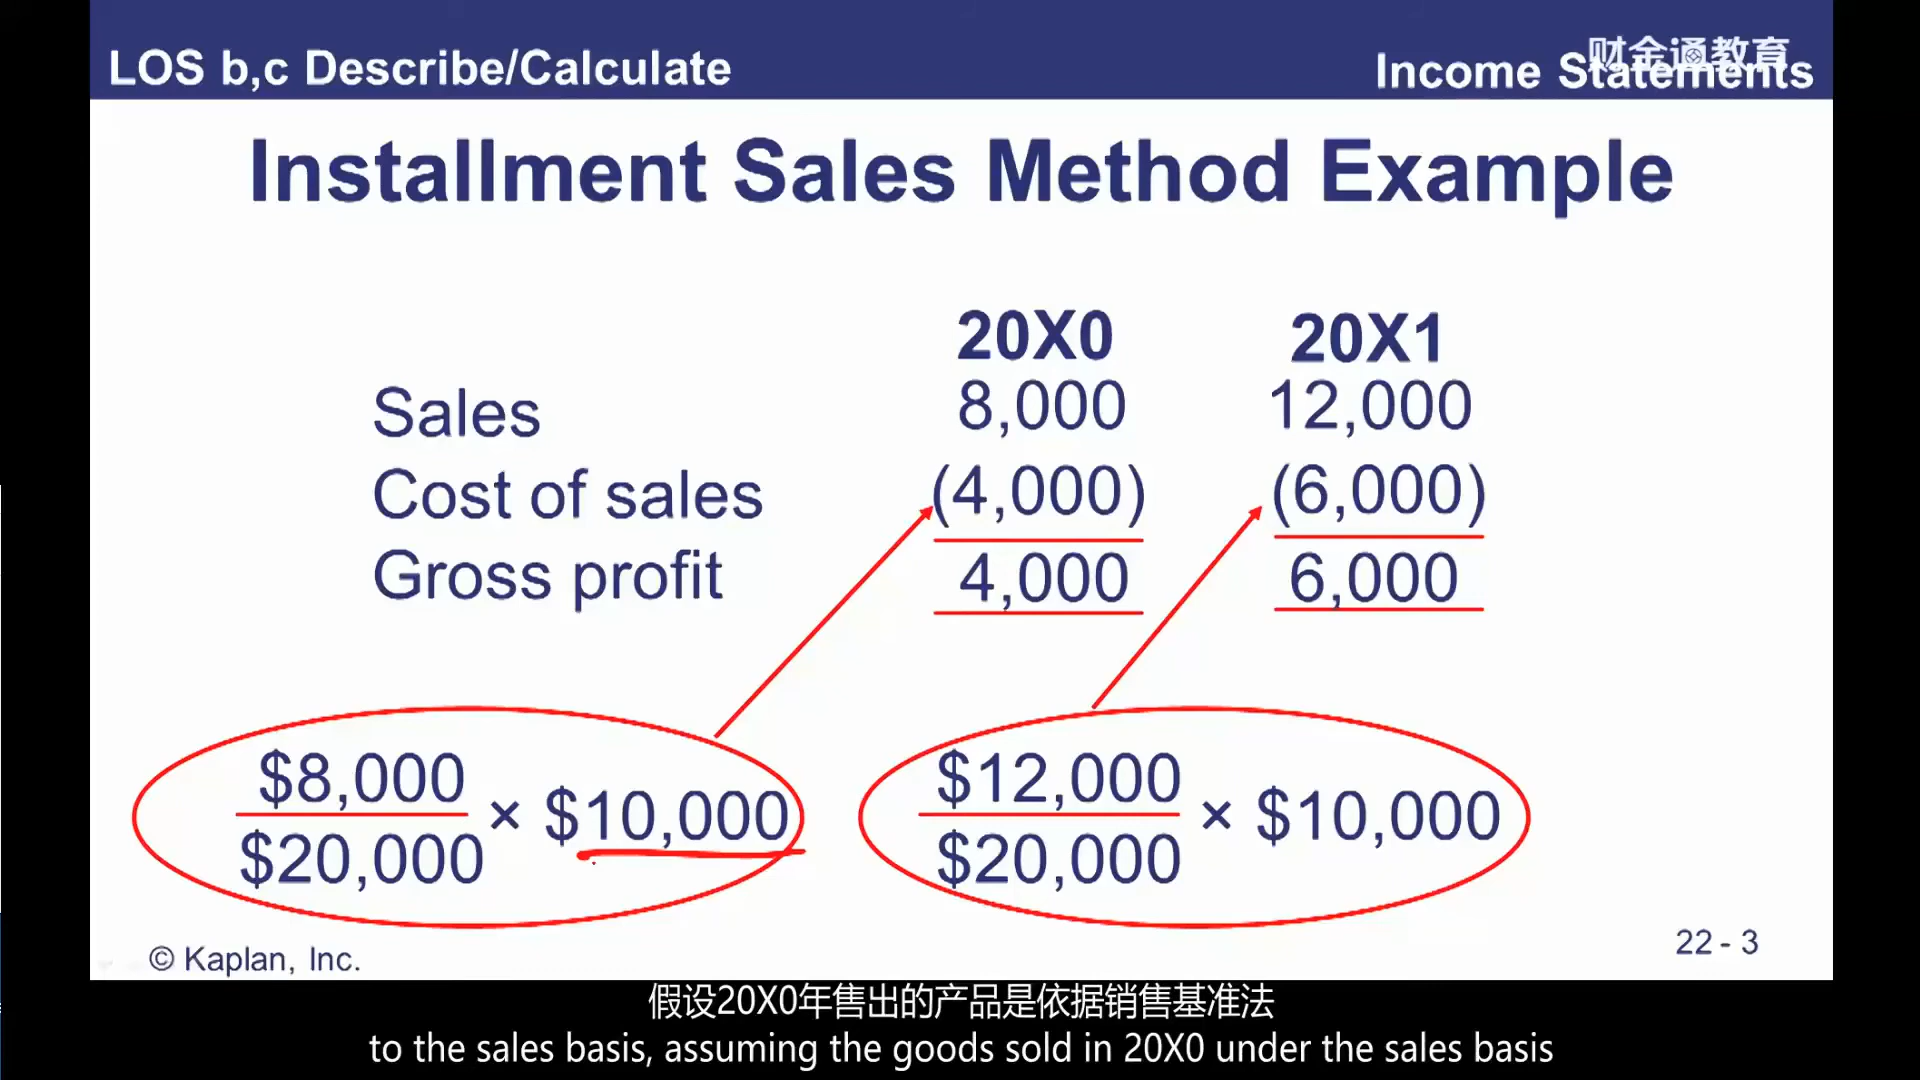 LOS b,c Describe/Calculate
Income Statements
财金通教育
Installment Sales Method Example
20X0 20X1
Sales 8,000 12,000
Cost of sales (4,000) (6,000)
Gross profit 4,000 6,000
$8,000 $12,000
× $10,000 × $10,000
$20,000 $20,000
22 - 3
© Kaplan, Inc.
假设20X0年售出的产品是依据销售基准法
to the sales basis, assuming the goods sold in 20X0 under the sales basis